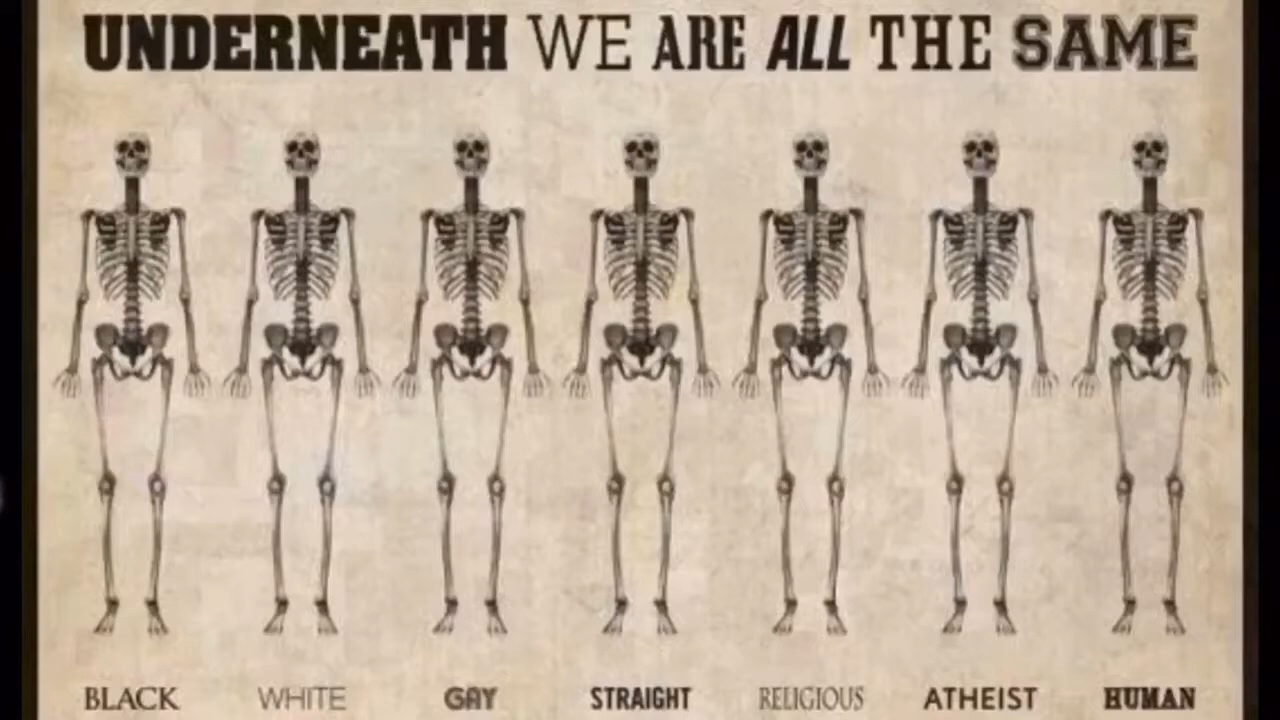 UNDERNEATH WE ARE ALL THE SAME
BLACK WHITE GAY STRAIGHT RELIGIOUS ATHEIST HUMAN